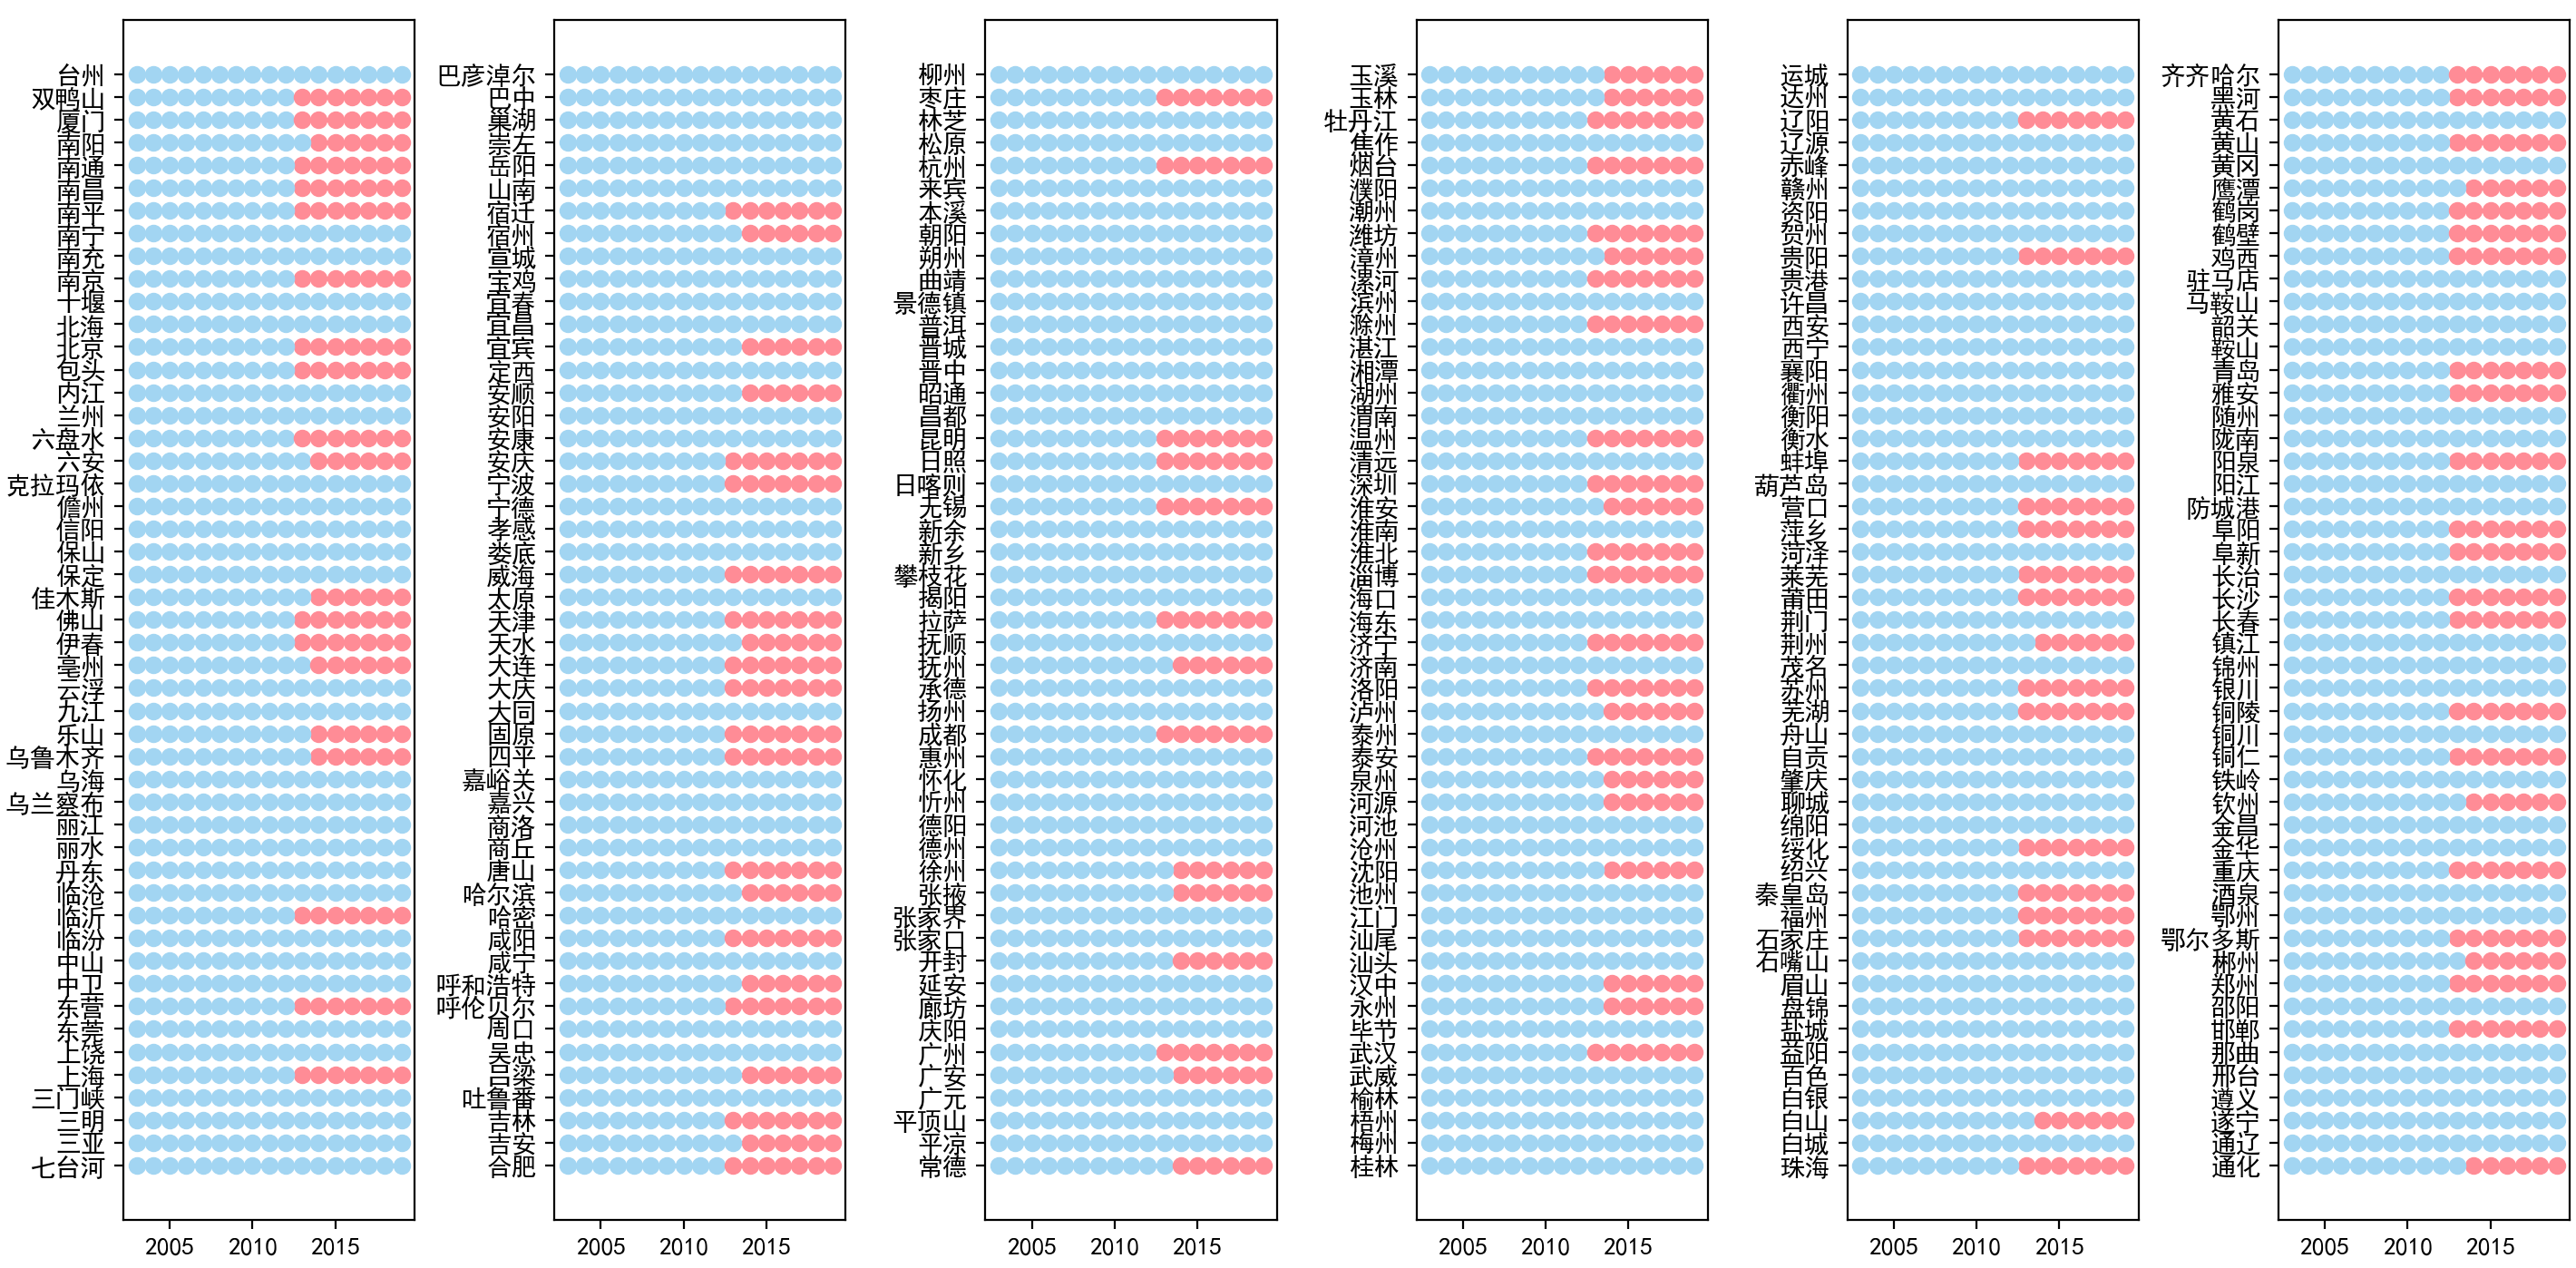 台州
双鸭山
厦门
南阳
南通
南昌
南平
南宁
南充
南京
十堰
北海
北京
包头
内江
兰州
六盘水
六安
克拉玛依
儋州
信阳
保山
保定
佳木斯
佛山
伊春
亳州
云浮
九江
乐山
乌鲁木齐
乌海
乌兰察布
丽江
丽水
丹东
临沧
临沂
临汾
中山
中卫
东营
东莞
上饶
上海
三门峡
三明
三亚
七台河
2005 2010 2015
巴彦淖尔
巴中
巢湖
崇左
岳阳
山南
宿迁
宿州
宣城
宝鸡
宜春
宜昌
宜宾
定西
安顺
安阳
安康
安庆
宁波
宁德
孝感
娄底
威海
太原
天津
天水
大连
大庆
大同
固原
四平
嘉峪关
嘉兴
商洛
商丘
唐山
哈尔滨
哈密
咸阳
咸宁
呼和浩特
呼伦贝尔
周口
吴忠
吕梁
吐鲁番
吉林
吉安
合肥
2005 2010 2015
柳州
枣庄
林芝
松原
杭州
来宾
本溪
朝阳
朔州
曲靖
景德镇
普洱
晋城
晋中
昭通
昌都
昆明
日照
日喀则
无锡
新余
新乡
攀枝花
揭阳
拉萨
抚顺
抚州
承德
扬州
成都
惠州
怀化
忻州
德阳
德州
徐州
张掖
张家界
张家口
开封
延安
廊坊
庆阳
广州
广安
广元
平顶山
平凉
常德
2005 2010 2015
玉溪
玉林
牡丹江
焦作
烟台
濮阳
潮州
潍坊
漳州
漯河
滨州
滁州
湛江
湘潭
湖州
渭南
温州
清远
深圳
淮安
淮南
淮北
淄博
海口
海东
济宁
济南
洛阳
泸州
泰州
泰安
泉州
河源
河池
沧州
沈阳
池州
江门
汕尾
汕头
汉中
永州
毕节
武汉
武威
榆林
梧州
梅州
桂林
2005 2010 2015
运城
达州
辽阳
辽源
赤峰
赣州
资阳
贺州
贵阳
贵港
许昌
西安
西宁
襄阳
衢州
衡阳
衡水
蚌埠
葫芦岛
营口
萍乡
菏泽
莱芜
莆田
荆门
荆州
茂名
苏州
芜湖
舟山
自贡
肇庆
聊城
绵阳
绥化
绍兴
秦皇岛
福州
石家庄
石嘴山
眉山
盘锦
盐城
益阳
百色
白银
白山
白城
珠海
2005 2010 2015
齐齐哈尔
黑河
黄石
黄山
黄冈
鹰潭
鹤岗
鹤壁
鸡西
驻马店
马鞍山
韶关
鞍山
青岛
雅安
随州
陇南
阳泉
阳江
防城港
阜阳
阜新
长治
长沙
长春
镇江
锦州
银川
铜陵
铜川
铜仁
铁岭
钦州
金昌
金华
重庆
酒泉
鄂州
鄂尔多斯
郴州
郑州
邵阳
邯郸
那曲
邢台
遵义
遂宁
通辽
通化
2005 2010 2015